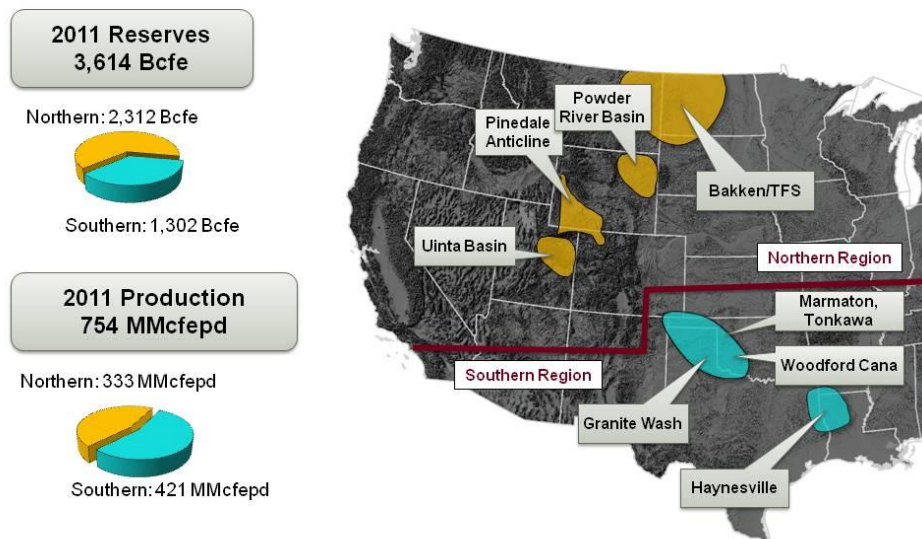 2011 Reserves
3,614 Bcfe
Northern: 2,312 Bcfe
Southern: 1,302 Bcfe
2011 Production
754 MMcfepd
Northern: 333 MMcfepd
Southern: 421 MMcfepd
Powder
River Basin
Pinedale
Anticline
Bakken/TFS
Uinta Basin
Northern Region
Marmaton,
Tonkawa
Southern Region
Woodford Cana
Granite Wash
Haynesville